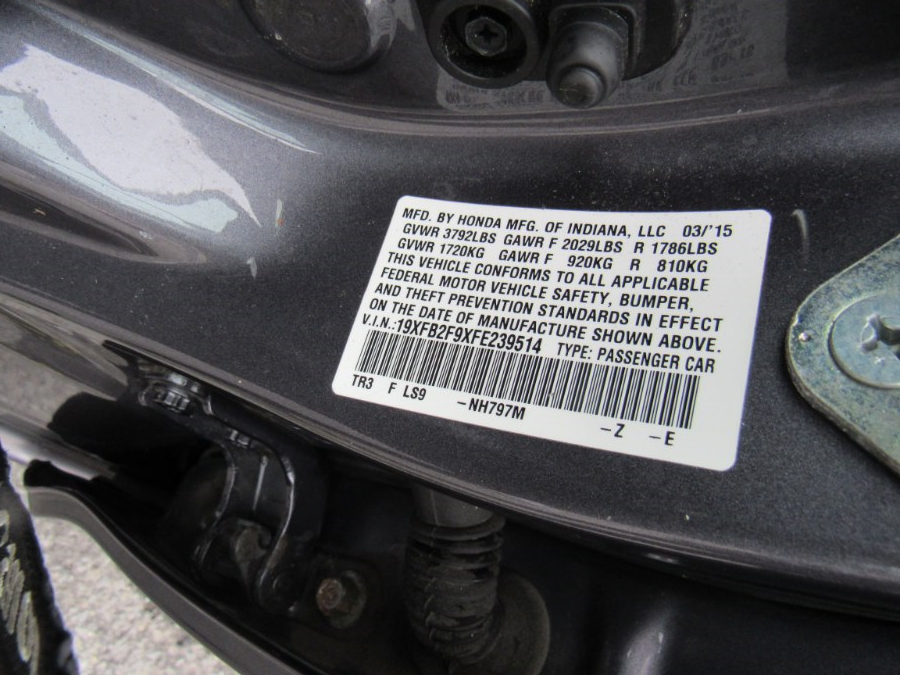 MFD. BY HONDA MFG. OF INDIANA, LLC 03/'15
GVWR 3792LBS GAWR F 2029LBS R 1786LBS
GVWR 1720KG GAWR F 920KG R 810KG
THIS VEHICLE CONFORMS TO ALL APPLICABLE
FEDERAL MOTOR VEHICLE SAFETY, BUMPER,
AND THEFT PREVENTION STANDARDS IN EFFECT
ON THE DATE OF MANUFACTURE SHOWN ABOVE.
V.I.N.:19XFB2F9XFE239514 TYPE: PASSENGER CAR
TR3 F LS9 -NH797M -Z -E